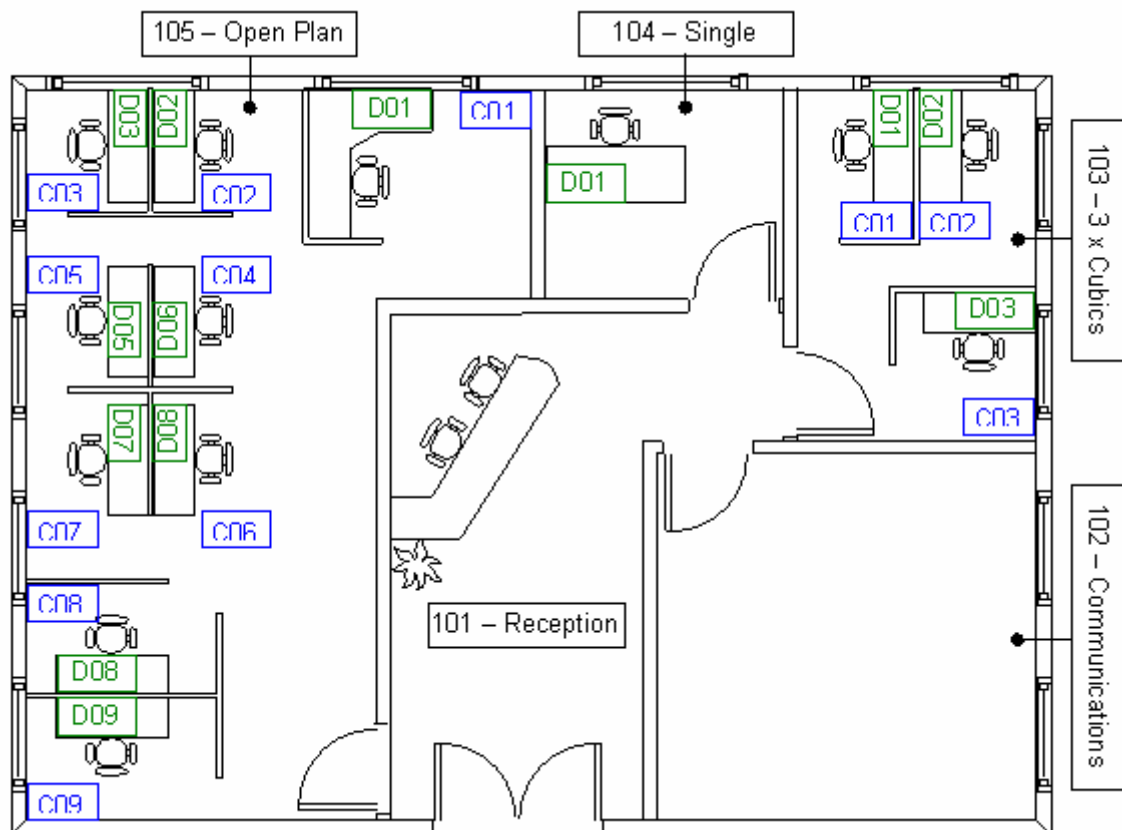 105 – Open Plan
104 – Single
D03
D02
D01
C01
D01
D01
D02
C03
C02
C01
C02
103 – 3 x Cubics
C05
C04
D05
D06
D03
D07
D08
C03
C07
C06
102 – Communications
C08
101 – Reception
D08
D09
C09